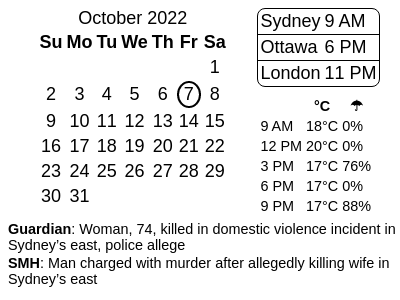 October 2022
Su Mo Tu We Th Fr Sa
1
2 3 4 5 6 7 8
9 10 11 12 13 14 15
16 17 18 19 20 21 22
23 24 25 26 27 28 29
30 31
Sydney 9 AM
Ottawa 6 PM
London 11 PM
°C ☂
9 AM 18°C 0%
12 PM 20°C 0%
3 PM 17°C 76%
6 PM 17°C 0%
9 PM 17°C 88%
Guardian: Woman, 74, killed in domestic violence incident in
Sydney’s east, police allege
SMH: Man charged with murder after allegedly killing wife in
Sydney’s east